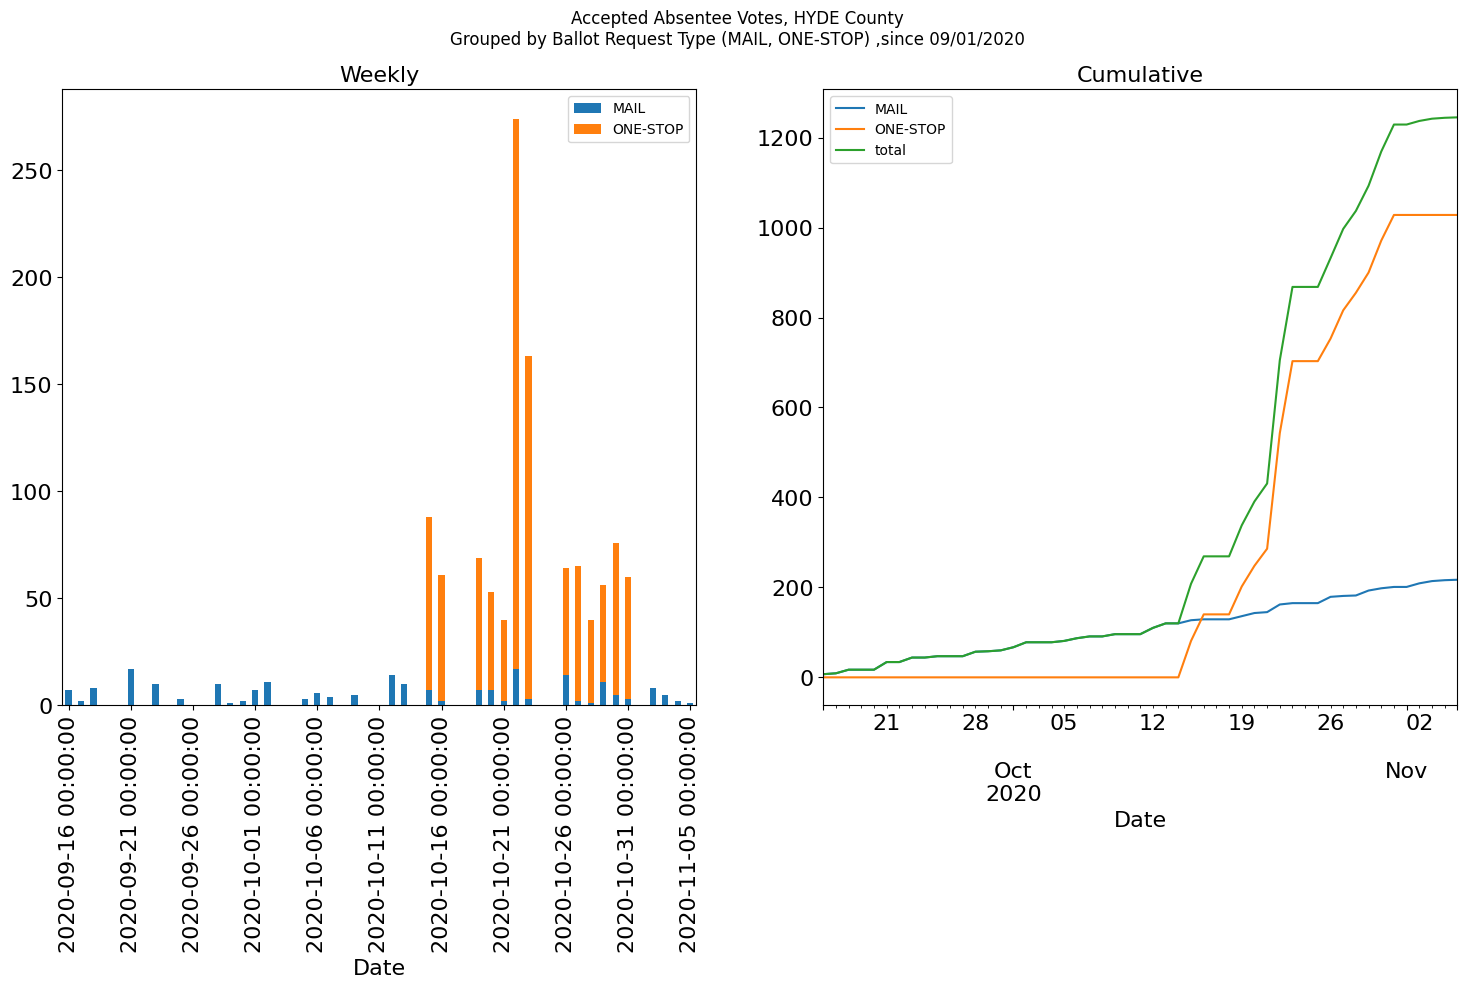 Accepted Absentee Votes, HYDE County
Grouped by Ballot Request Type (MAIL, ONE-STOP) ,since 09/01/2020
Weekly
MAIL
ONE-STOP
250
200
150
100
50
0
2020-09-16 00:00:00
2020-09-21 00:00:00
2020-09-26 00:00:00
2020-10-01 00:00:00
2020-10-06 00:00:00
2020-10-11 00:00:00
2020-10-16 00:00:00
2020-10-21 00:00:00
2020-10-26 00:00:00
2020-10-31 00:00:00
2020-11-05 00:00:00
Date
Cumulative
MAIL
ONE-STOP
total
1200
1000
800
600
400
200
0
21 28 05 12 19 26 02
Oct Nov
2020
Date